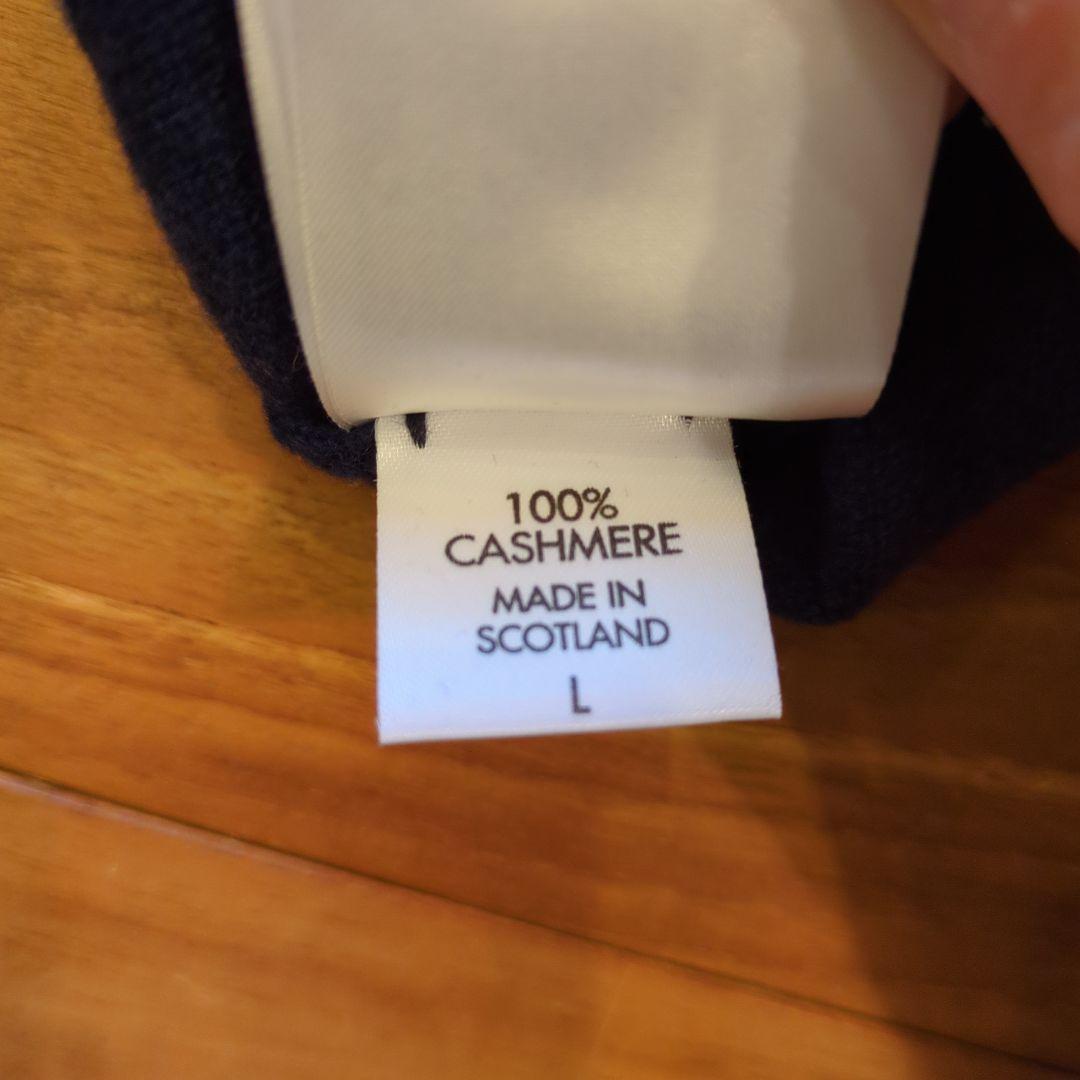 100%
CASHMERE
MADE IN
SCOTLAND
L